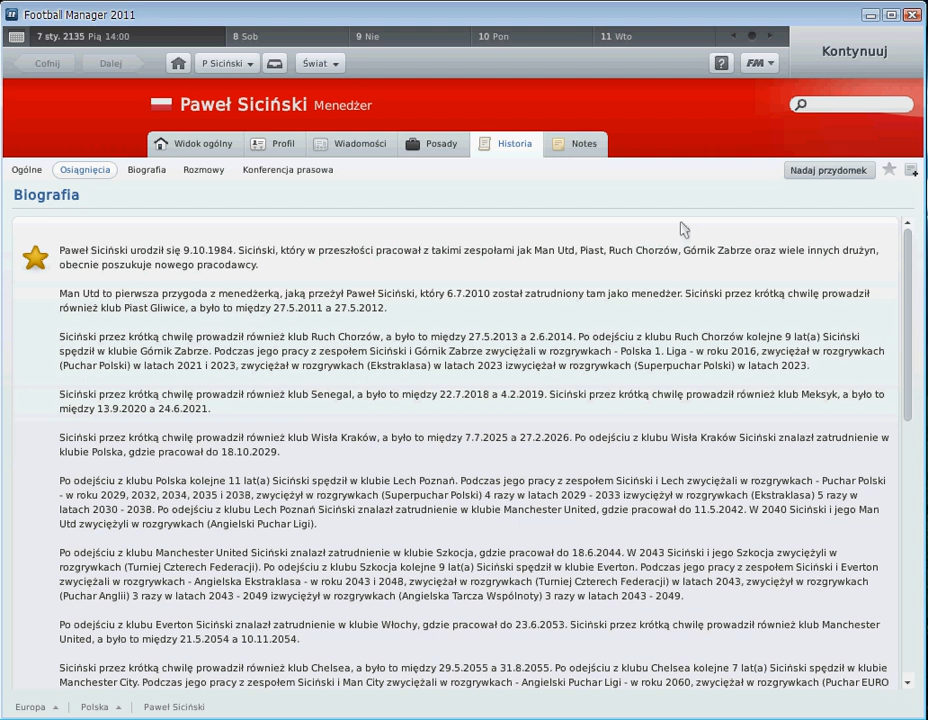 Football Manager 2011
7 sty. 2135 Pią 14:00
8 Sob
9 Nie
10 Pon
11 Wto
Kontynuuj
Cofnij
Dalej
P Siciński
Świat
?
FM
Paweł Siciński Menedżer
Widok ogólny
Profil
Wiadomości
Posady
Historia
Notes
Ogólne
Osiągnięcia
Biografia
Rozmowy
Konferencja prasowa
Nadaj przydomek
Biografia
Paweł Siciński urodził się 9.10.1984. Siciński, który w przeszłości pracował z takimi zespołami jak Man Utd, Piast, Ruch Chorzów, Górnik Zabrze oraz wiele innych drużyn,
obecnie poszukuje nowego pracodawcy.
Man Utd to pierwsza przygoda z menedżerką, jaką przeżył Paweł Siciński, który 6.7.2010 został zatrudniony tam jako menedżer. Siciński przez krótką chwilę prowadził
również klub Piast Gliwice, a było to między 27.5.2011 a 27.5.2012.
Siciński przez krótką chwilę prowadził również klub Ruch Chorzów, a było to między 27.5.2013 a 2.6.2014. Po odejściu z klubu Ruch Chorzów kolejne 9 lat(a) Siciński
spędził w klubie Górnik Zabrze. Podczas jego pracy z zespołem Siciński i Górnik Zabrze zwyciężali w rozgrywkach - Polska 1. Liga - w roku 2016, zwyciężał w rozgrywkach
(Puchar Polski) w latach 2021 i 2023, zwyciężał w rozgrywkach (Ekstraklasa) w latach 2023 izwyciężał w rozgrywkach (Superpuchar Polski) w latach 2023.
Siciński przez krótką chwilę prowadził również klub Senegal, a było to między 22.7.2018 a 4.2.2019. Siciński przez krótką chwilę prowadził również klub Meksyk, a było to
między 13.9.2020 a 24.6.2021.
Siciński przez krótką chwilę prowadził również klub Wisła Kraków, a było to między 7.7.2025 a 27.2.2026. Po odejściu z klubu Wisła Kraków Siciński znalazł zatrudnienie w
klubie Polska, gdzie pracował do 18.10.2029.
Po odejściu z klubu Polska kolejne 11 lat(a) Siciński spędził w klubie Lech Poznań. Podczas jego pracy z zespołem Siciński i Lech zwyciężali w rozgrywkach - Puchar Polski
- w roku 2029, 2032, 2034, 2035 i 2038, zwyciężył w rozgrywkach (Superpuchar Polski) 4 razy w latach 2029 - 2033 izwyciężył w rozgrywkach (Ekstraklasa) 5 razy w
latach 2030 - 2038. Po odejściu z klubu Lech Poznań Siciński znalazł zatrudnienie w klubie Manchester United, gdzie pracował do 11.5.2042. W 2040 Siciński i jego Man
Utd zwyciężyli w rozgrywkach (Angielski Puchar Ligi).
Po odejściu z klubu Manchester United Siciński znalazł zatrudnienie w klubie Szkocja, gdzie pracował do 18.6.2044. W 2043 Siciński i jego Szkocja zwyciężyli w
rozgrywkach (Turniej Czterech Federacji). Po odejściu z klubu Szkocja kolejne 9 lat(a) Siciński spędził w klubie Everton. Podczas jego pracy z zespołem Siciński i Everton
zwyciężali w rozgrywkach - Angielska Ekstraklasa - w roku 2043 i 2048, zwyciężał w rozgrywkach (Turniej Czterech Federacji) w latach 2043, zwyciężył w rozgrywkach
(Puchar Anglii) 3 razy w latach 2043 - 2049 izwyciężył w rozgrywkach (Angielska Tarcza Wspólnoty) 3 razy w latach 2043 - 2049.
Po odejściu z klubu Everton Siciński znalazł zatrudnienie w klubie Włochy, gdzie pracował do 23.6.2053. Siciński przez krótką chwilę prowadził również klub Manchester
United, a było to między 21.5.2054 a 10.11.2054.
Siciński przez krótką chwilę prowadził również klub Chelsea, a było to między 29.5.2055 a 31.8.2055. Po odejściu z klubu Chelsea kolejne 7 lat(a) Siciński spędził w klubie
Manchester City. Podczas jego pracy z zespołem Siciński i Man City zwyciężali w rozgrywkach - Angielski Puchar Ligi - w roku 2060, zwyciężał w rozgrywkach (Puchar EURO
Europa
Polska
Paweł Siciński